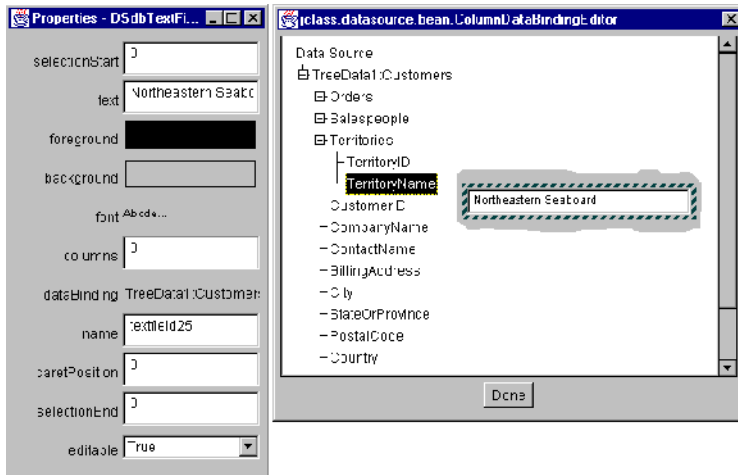 Properties - DSdbTextFi...
selectionStart 0
text Northeastern Seabo
foreground
background
font Abcde...
columns 0
dataBinding TreeData1:Customer
name textfield25
caretPosition 0
selectionEnd 0
editable True
jclass.datasource.bean.ColumnDataBindingEditor
Data Source
TreeData1:Customers
Orders
Salespeople
Territories
TerritoryID
TerritoryName
Northeastern Seaboard
CustomerID
CompanyName
ContactName
BillingAddress
City
StateOrProvince
PostalCode
Country
Done